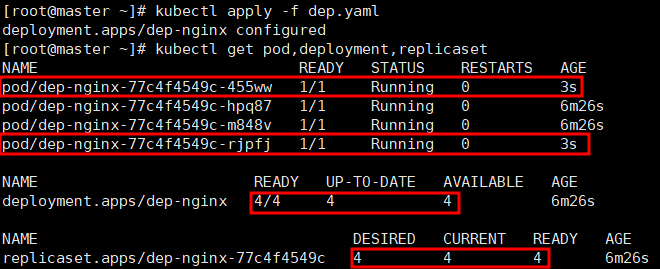 [root@master ~]# kubectl apply -f dep.yaml
deployment.apps/dep-nginx configured
[root@master ~]# kubectl get pod,deployment,replicaset
NAME READY STATUS RESTARTS AGE
pod/dep-nginx-77c4f4549c-455ww 1/1 Running 0 3s
pod/dep-nginx-77c4f4549c-hpq87 1/1 Running 0 6m26s
pod/dep-nginx-77c4f4549c-m848v 1/1 Running 0 6m26s
pod/dep-nginx-77c4f4549c-rjpfj 1/1 Running 0 3s
NAME READY UP-TO-DATE AVAILABLE AGE
deployment.apps/dep-nginx 4/4 4 4 6m26s
NAME DESIRED CURRENT READY AGE
replicaset.apps/dep-nginx-77c4f4549c 4 4 4 6m26s